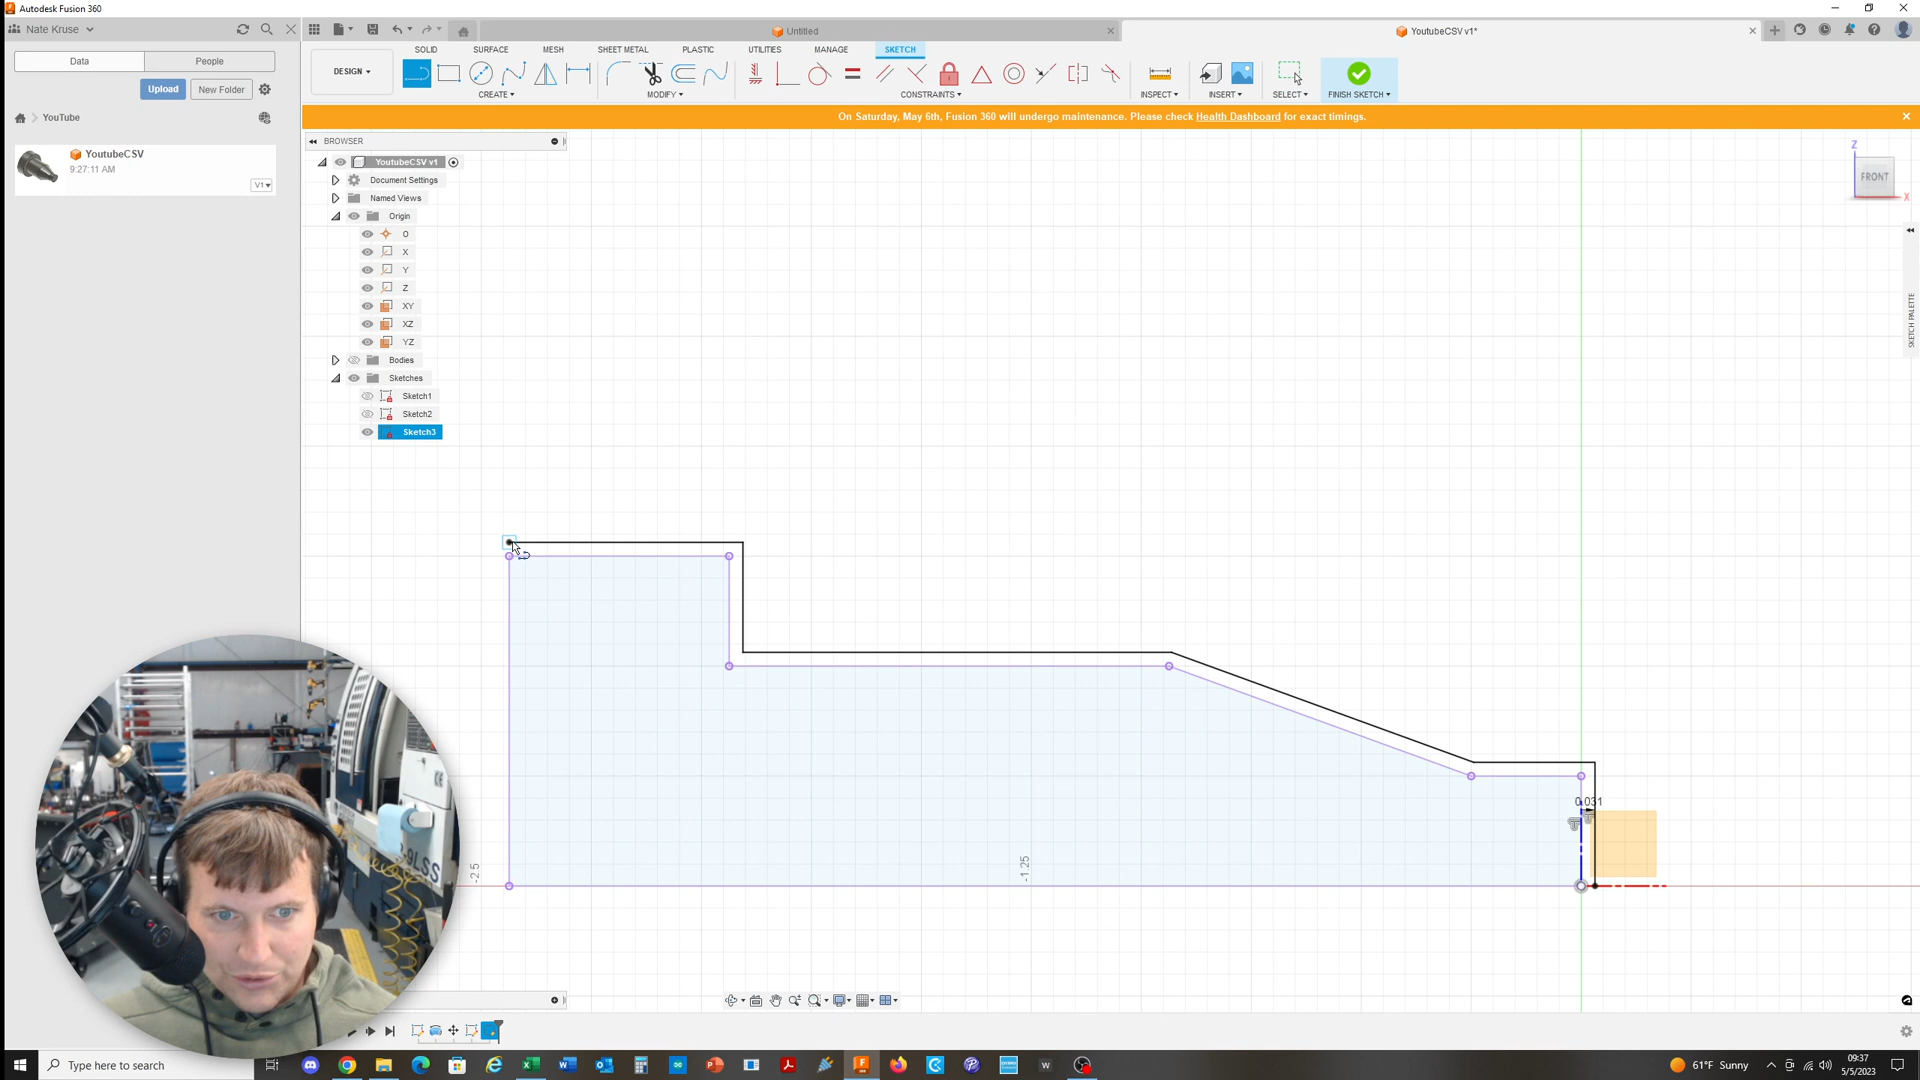 Autodesk Fusion 360
Nate Kruse
Untitled
YoutubeCSV v1*
Data
People
Upload
New Folder
YouTube
YoutubeCSV
9:27:11 AM
V1
DESIGN
SOLID
SURFACE
MESH
SHEET METAL
PLASTIC
UTILITIES
MANAGE
SKETCH
CREATE
MODIFY
CONSTRAINTS
INSPECT
INSERT
SELECT
FINISH SKETCH
On Saturday, May 6th, Fusion 360 will undergo maintenance. Please check Health Dashboard for exact timings.
BROWSER
YoutubeCSV v1
Document Settings
Named Views
Origin
O
X
Y
Z
XY
XZ
YZ
Bodies
Sketches
Sketch1
Sketch2
Sketch3
Z
FRONT
X
SKETCH PALETTE
0.031
-2.5
-1.25
9LSS
Type here to search
61°F Sunny
09:37
5/5/2023